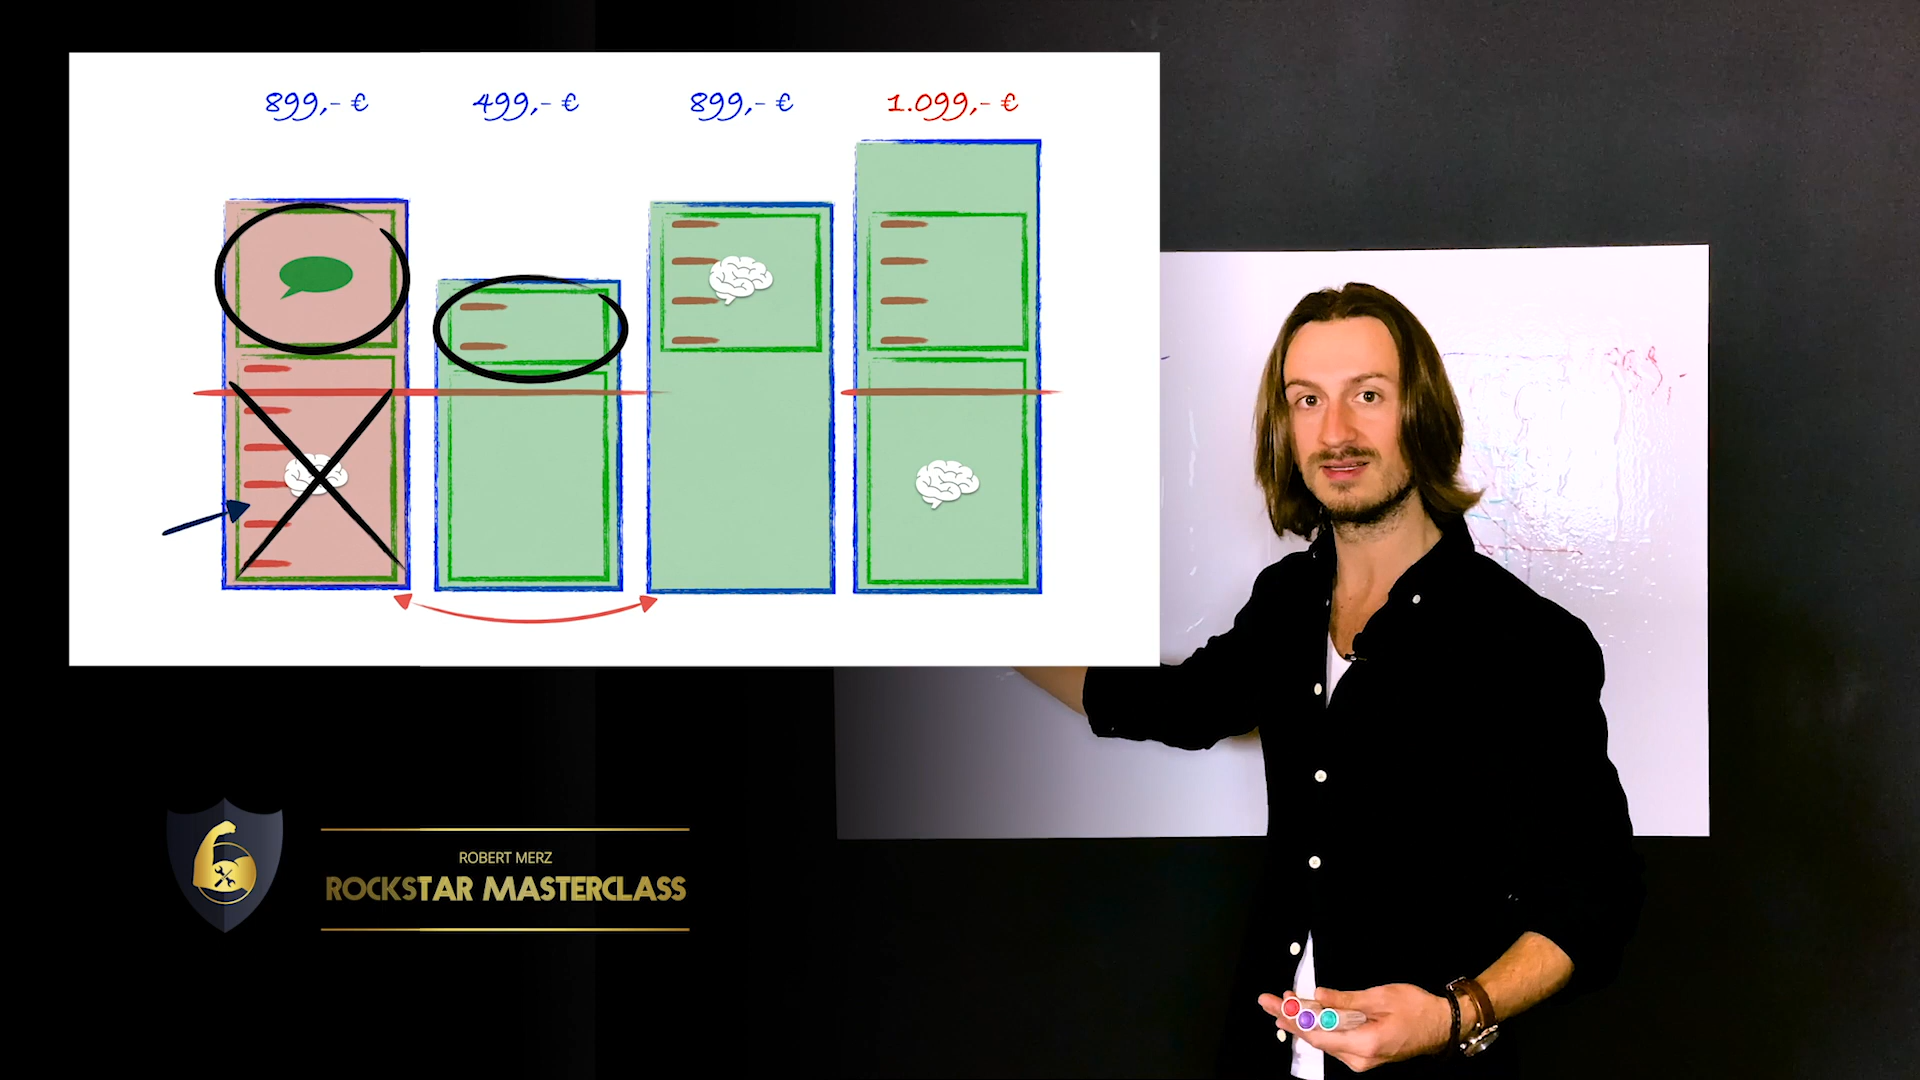 899,- €
499,- €
899,- €
1.099,- €
ROBERT MERZ
ROCKSTAR MASTERCLASS